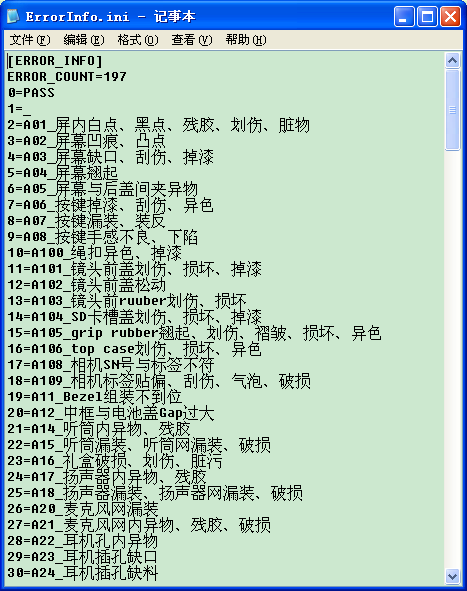 ErrorInfo.ini - 记事本
文件(F) 编辑(E) 格式(O) 查看(V) 帮助(H)
[ERROR_INFO]
ERROR_COUNT=197
0=PASS
1=_
2=A01_屏内白点、黑点、残胶、划伤、脏物
3=A02_屏幕凹痕、凸点
4=A03_屏幕缺口、刮伤、掉漆
5=A04_屏幕翘起
6=A05_屏幕与后盖间夹异物
7=A06_按键掉漆、刮伤、异色
8=A07_按键漏装、装反
9=A08_按键手感不良、下陷
10=A100_绳扣异色、掉漆
11=A101_镜头前盖划伤、损坏、掉漆
12=A102_镜头前盖松动
13=A103_镜头前ruuber划伤、损坏
14=A104_SD卡槽盖划伤、损坏、掉漆
15=A105_grip rubber翘起、划伤、褶皱、损坏、异色
16=A106_top case划伤、损坏、异色
17=A108_相机SN号与标签不符
18=A109_相机标签贴偏、刮伤、气泡、破损
19=A11_Bezel组装不到位
20=A12_中框与电池盖Gap过大
21=A14_听筒内异物、残胶
22=A15_听筒漏装、听筒网漏装、破损
23=A16_礼盒破损、划伤、脏污
24=A17_扬声器内异物、残胶
25=A18_扬声器漏装、扬声器网漏装、破损
26=A20_麦克风网漏装
27=A21_麦克风网内异物、残胶、破损
28=A22_耳机孔内异物
29=A23_耳机插孔缺口
30=A24_耳机插孔缺料